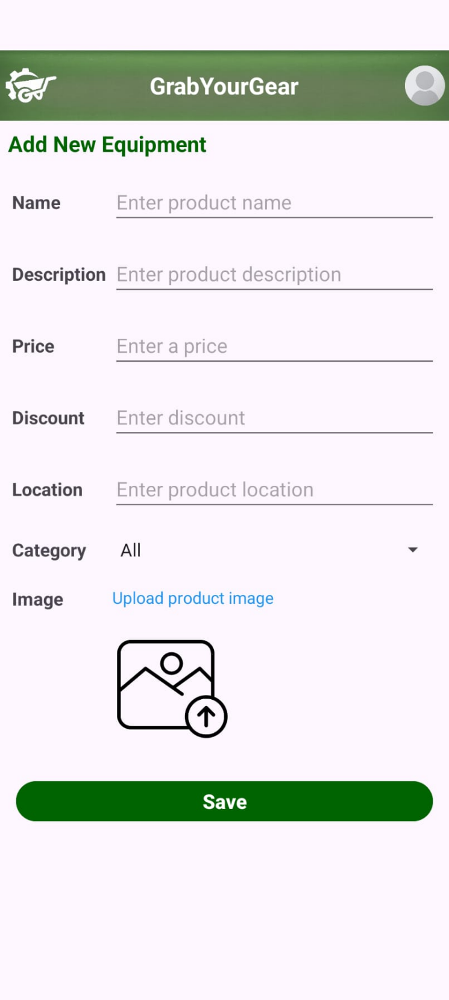 GrabYourGear
Add New Equipment
Name Enter product name
Description Enter product description
Price Enter a price
Discount Enter discount
Location Enter product location
Category All
Image Upload product image
Save